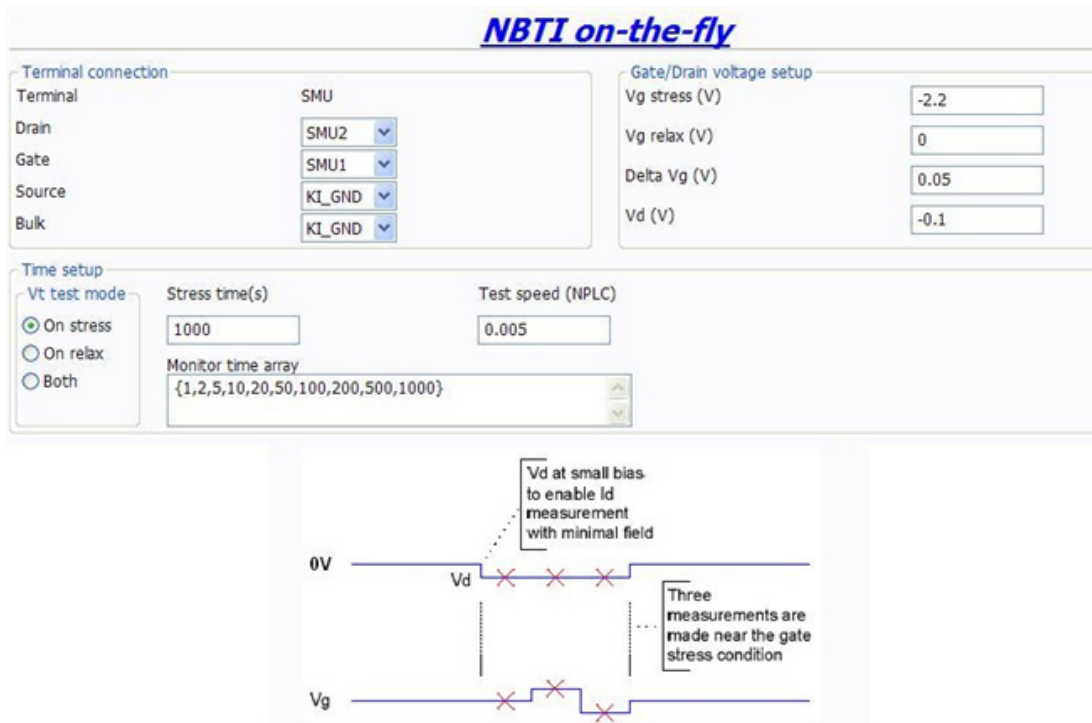 NBTI on-the-fly
Terminal connection
Terminal SMU
Drain SMU2
Gate SMU1
Source KI_GND
Bulk KI_GND
Gate/Drain voltage setup
Vg stress (V) -2.2
Vg relax (V) 0
Delta Vg (V) 0.05
Vd (V) -0.1
Time setup
Vt test mode
On stress
On relax
Both
Stress time(s)
1000
Test speed (NPLC)
0.005
Monitor time array
{1,2,5,10,20,50,100,200,500,1000}
Vd at small bias
to enable Id
measurement
with minimal field
0V
Vd
Three
measurements are
made near the gate
stress condition
Vg